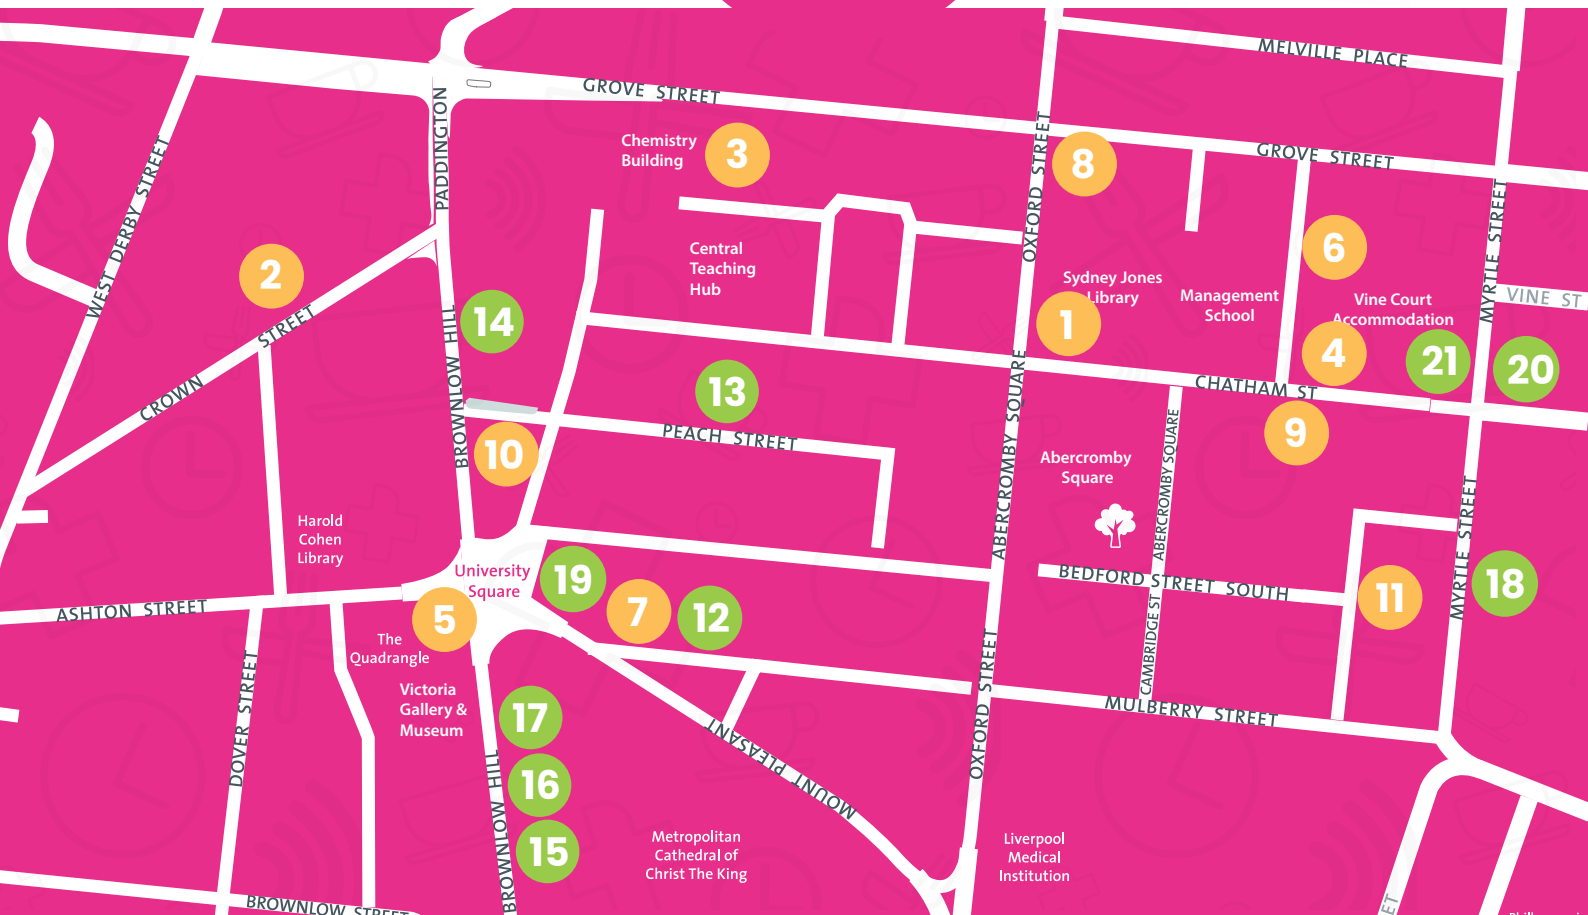 MELVILLE PLACE
GROVE STREET
PADDINGTON
Chemistry
Building
3
OXFORD STREET
8
GROVE STREET
WEST DERBY STREET
MYRTLE STREET
2
Central
Teaching
Hub
6
Sydney Jones
Library
Management
School
Vine Court
Accommodation
VINE ST
14
1
4
21
20
CROWN STREET
BROWNLOW HILL
13
CHATHAM ST
ABERCROMBY SQUARE
ABERCROMBY SQUARE
PEACH STREET
10
9
Abercromby
Square
Harold
Cohen
Library
University
Square
19
7
12
BEDFORD STREET SOUTH
11
MYRTLE STREET
18
ASHTON STREET
5
The
Quadrangle
CAMBRIDGE ST
DOVER STREET
Victoria
Gallery &
Museum
17
OXFORD STREET
MULBERRY STREET
MOUNT PLEASANT
16
BROWNLOW HILL
15
Metropolitan
Cathedral of
Christ The King
Liverpool
Medical
Institution
BROWNLOW STREET
ET